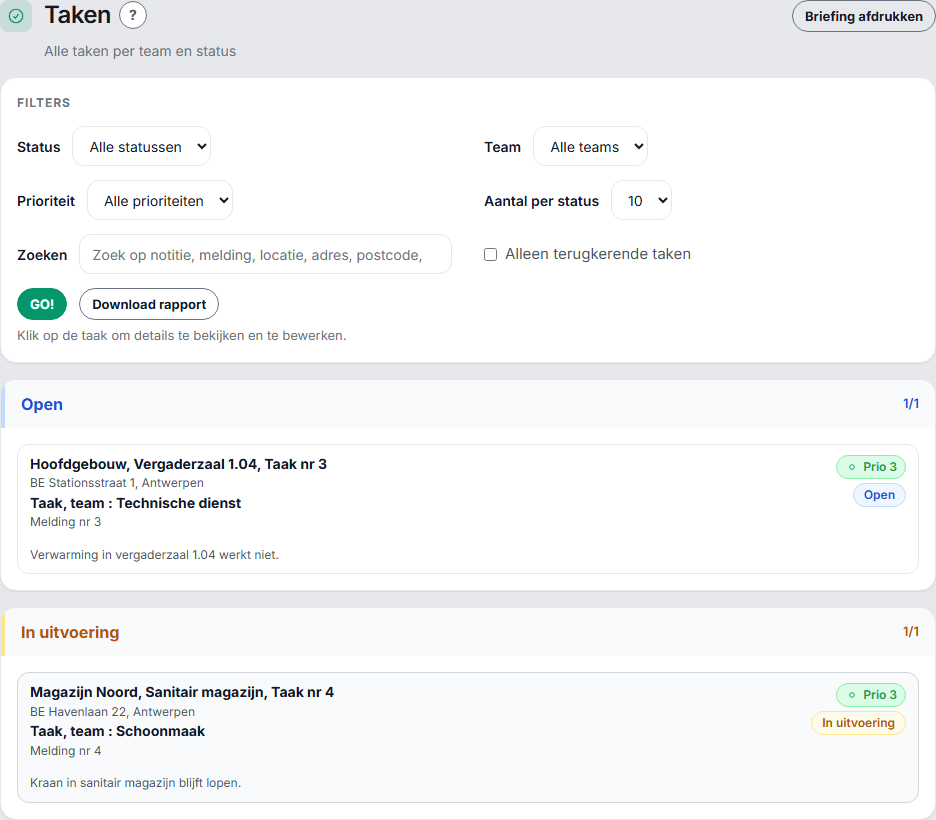 Taken ?
Briefing afdrukken
Alle taken per team en status
FILTERS
Status Alle statussen
Team Alle teams
Prioriteit Alle prioriteiten
Aantal per status 10
Zoeken Zoek op notitie, melding, locatie, adres, postcode,
Alleen terugkerende taken
GO! Download rapport
Klik op de taak om details te bekijken en te bewerken.
Open 1/1
Hoofdgebouw, Vergaderzaal 1.04, Taak nr 3
Prio 3
BE Stationsstraat 1, Antwerpen
Open
Taak, team : Technische dienst
Melding nr 3
Verwarming in vergaderzaal 1.04 werkt niet.
In uitvoering 1/1
Magazijn Noord, Sanitair magazijn, Taak nr 4
Prio 3
BE Havenlaan 22, Antwerpen
In uitvoering
Taak, team : Schoonmaak
Melding nr 4
Kraan in sanitair magazijn blijft lopen.